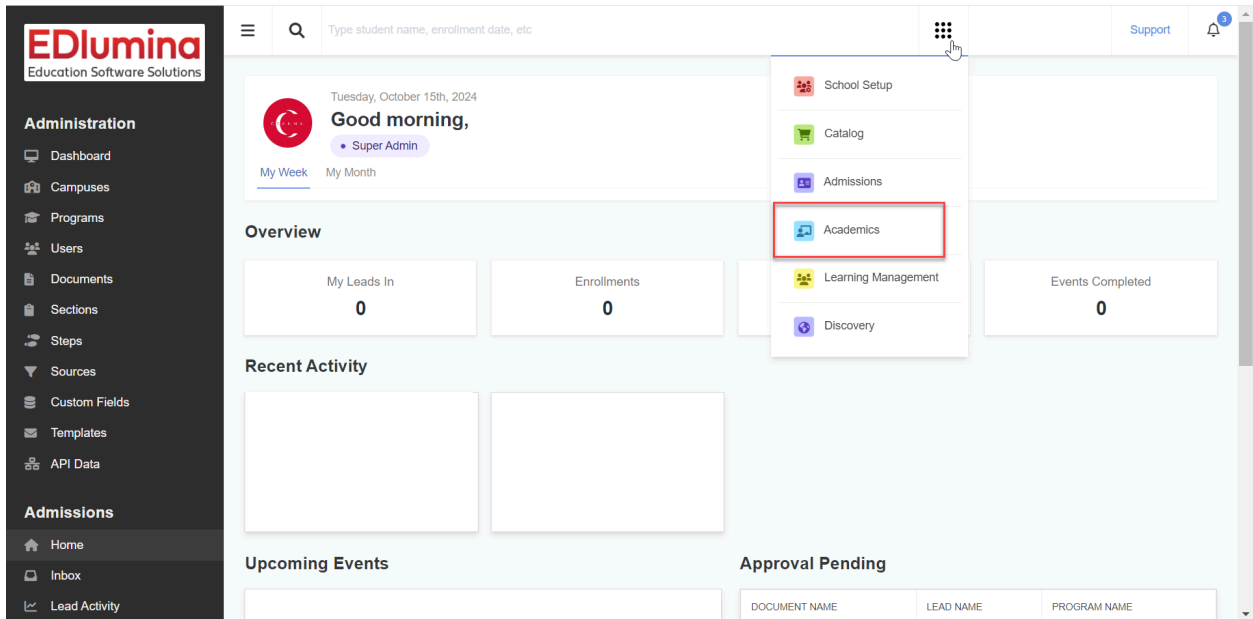 EDlumina
Education Software Solutions
Administration
Dashboard
Campuses
Programs
Users
Documents
Sections
Steps
Sources
Custom Fields
Templates
API Data
Admissions
Home
Inbox
Lead Activity
Type student name, enrollment date, etc
Support
3
Tuesday, October 15th, 2024
Good morning,
Super Admin
My Week My Month
School Setup
Catalog
Admissions
Academics
Learning Management
Discovery
Overview
My Leads In
0
Enrollments
0
Events Completed
0
Recent Activity
Upcoming Events
Approval Pending
DOCUMENT NAME LEAD NAME PROGRAM NAME